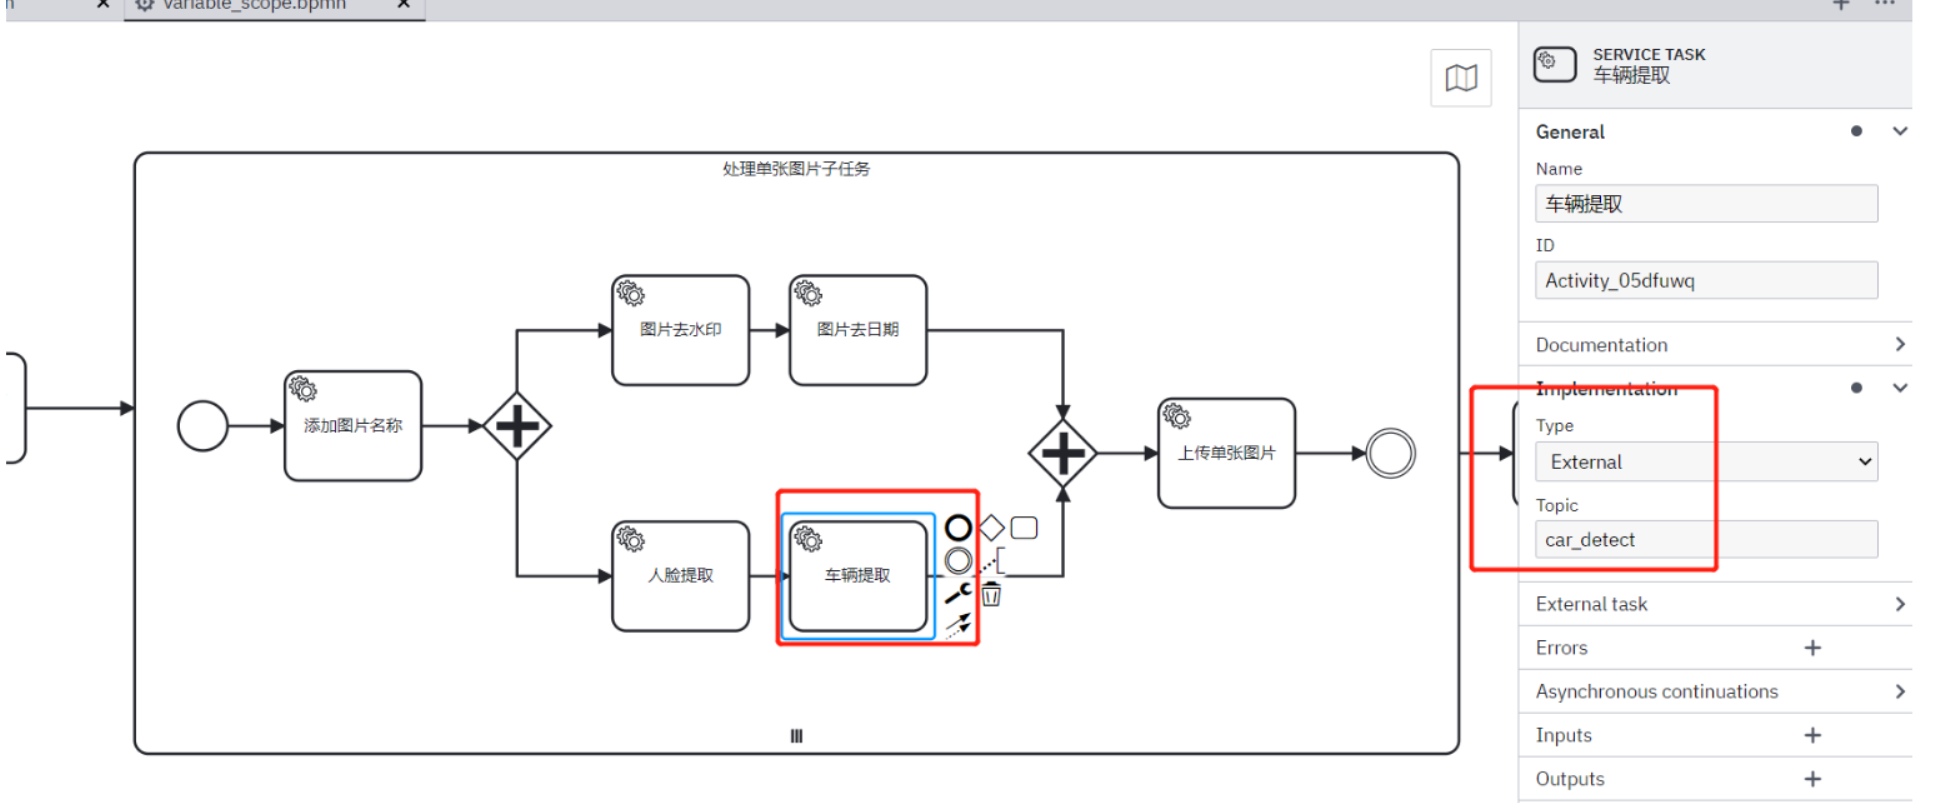 variable_scope.bpmn
处理单张图片子任务
图片去水印
图片去日期
添加图片名称
上传单张图片
人脸提取
车辆提取
SERVICE TASK
车辆提取
General
Name
车辆提取
ID
Activity_05dfuwq
Documentation
Implementation
Type
External
Topic
car_detect
External task
Errors
Asynchronous continuations
Inputs
Outputs